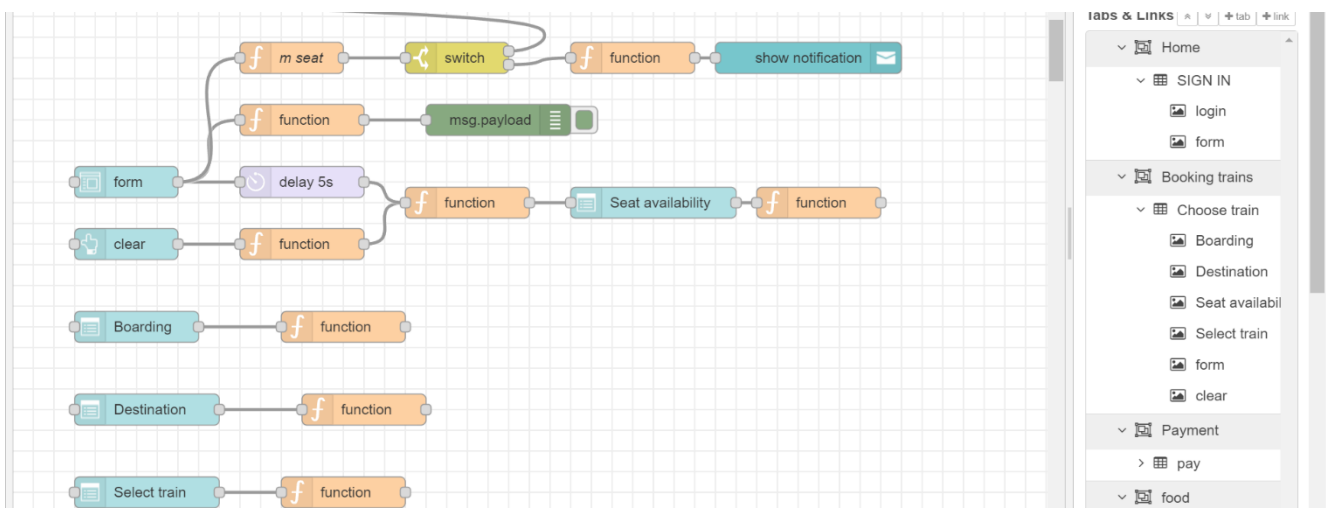 Tabs & Links + tab + link
m seat switch function show notification
function msg.payload
form delay 5s function Seat availability function
clear function
Boarding function
Destination function
Select train function
Home
SIGN IN
login
form
Booking trains
Choose train
Boarding
Destination
Seat availabil
Select train
form
clear
Payment
pay
food